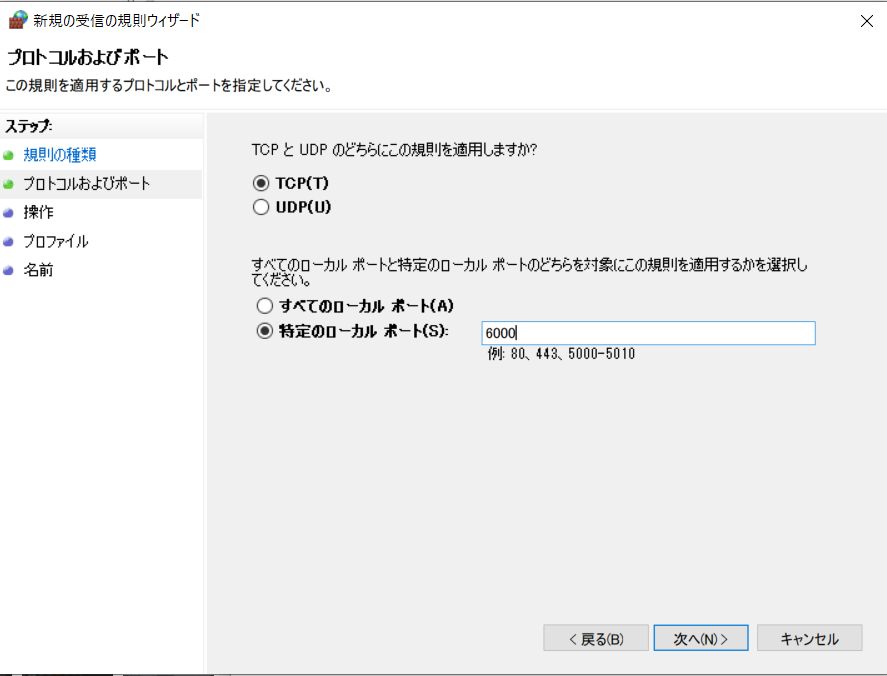 新規の受信の規則ウィザード
プロトコルおよびポート
この規則を適用するプロトコルとポートを指定してください。
ステップ:
規則の種類
プロトコルおよびポート
操作
プロファイル
名前
TCP と UDP のどちらにこの規則を適用しますか?
TCP(T)
UDP(U)
すべてのローカル ポートと特定のローカル ポートのどちらを対象にこの規則を適用するかを選択し
てください。
すべてのローカル ポート(A)
特定のローカル ポート(S):
6000
例: 80、443、5000-5010
< 戻る(B)
次へ(N) >
キャンセル